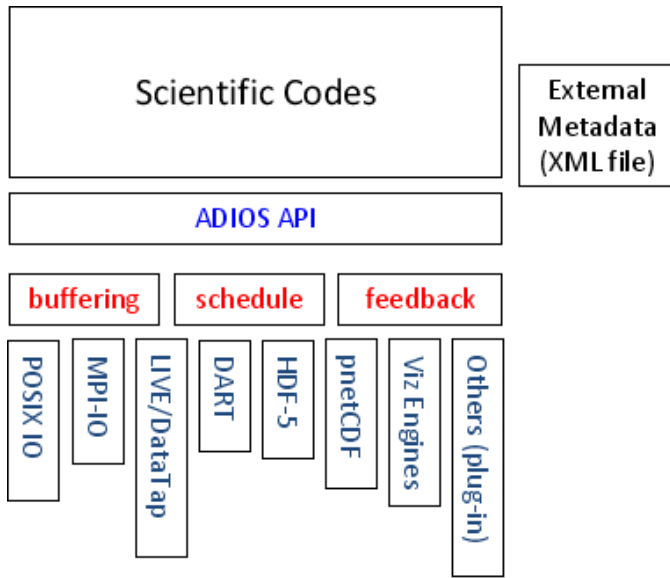 Scientific Codes
External
Metadata
(XML file)
ADIOS API
buffering
schedule
feedback
POSIX IO
MPI-IO
LIVE/DataTap
DART
HDF-5
pnetCDF
Viz Engines
Others (plug-in)